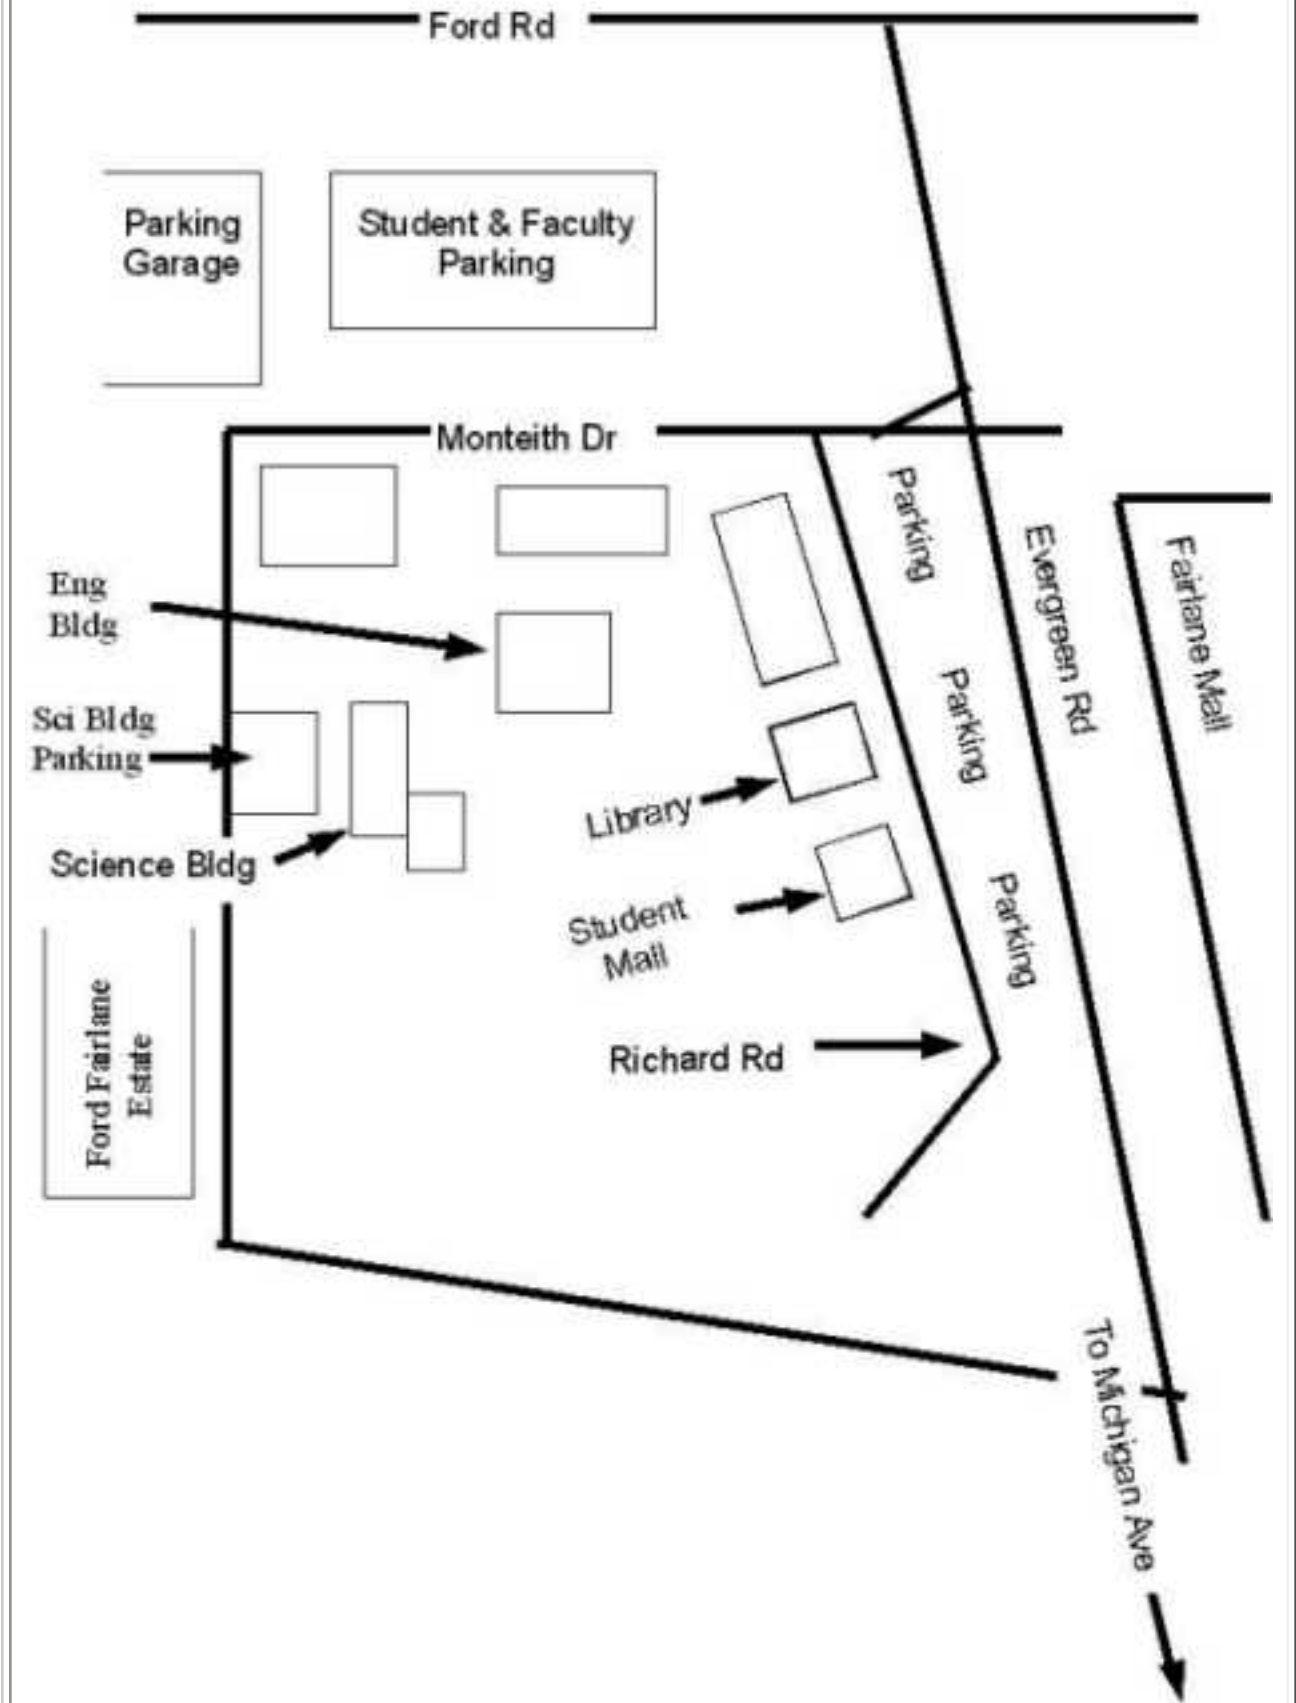 Ford Rd
Parking
Garage
Student & Faculty
Parking
Monteith Dr
Parking
Evergreen Rd
Fairlane Mall
Eng
Bldg
Parking
Sci Bldg
Parking
Library
Science Bldg
Student
Mall
Parking
Ford Fairlane
Estate
Richard Rd
To Michigan Ave